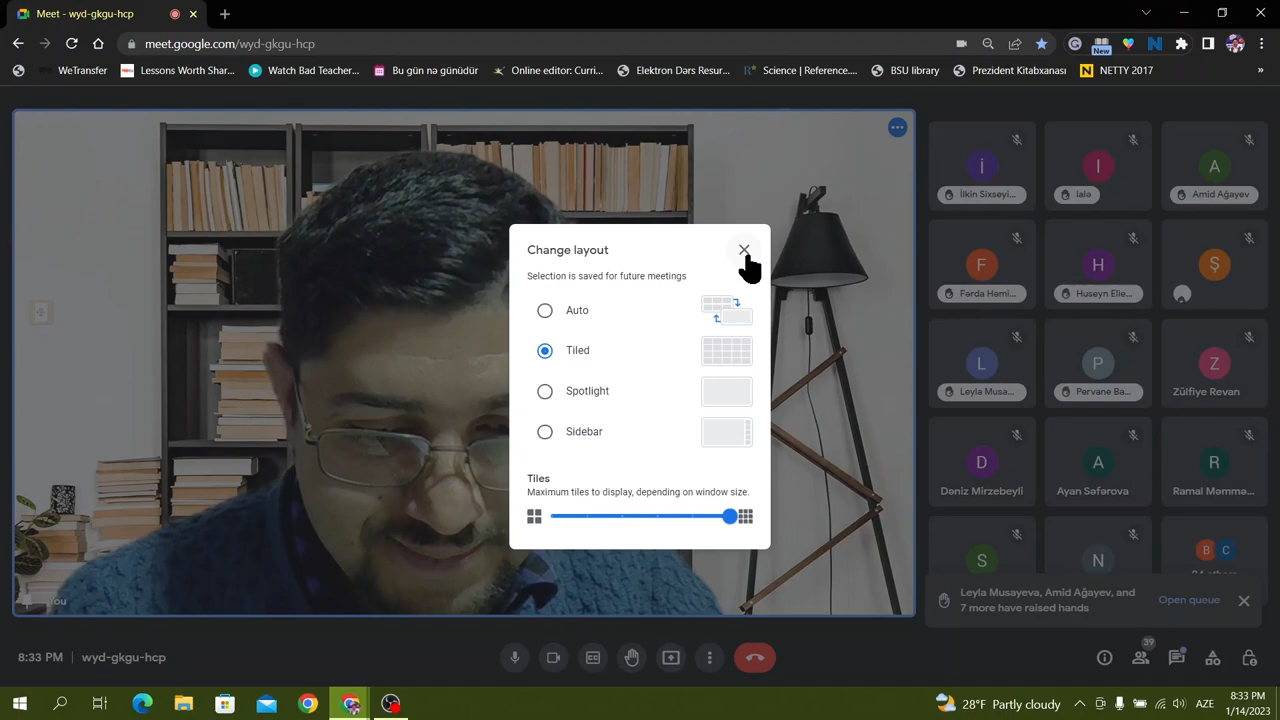 Meet - wyd-gkgu-hcp
meet.google.com/wyd-gkgu-hcp
New
WeTransfer
Lessons Worth Shar...
Watch Bad Teacher...
Bu gün nə günüdür
Online editor: Curri...
Elektron Dərs Resur...
Science | Reference....
BSU library
Prezident Kitabxanası
NETTY 2017
»
İ
I
A
İlkin Sixseyi...
lalə
Amid Ağayev
F
H
Ş
Fərda Həmi...
Huseyn Elie...
L
P
Z
Leyla Musa...
Pervane Ba...
Zülfiye Revan
D
A
R
Dəniz Mirzebeyli
Ayan Səfərova
Ramal Məmmə...
S
N
B
C
Change layout
Selection is saved for future meetings
Auto
Tiled
Spotlight
Sidebar
Tiles
Maximum tiles to display, depending on window size.
Leyla Musayeva, Amid Ağayev, and
7 more have raised hands
Open queue
8:33 PM | wyd-gkgu-hcp
39
28°F Partly cloudy
AZE
8:33 PM
1/14/2023